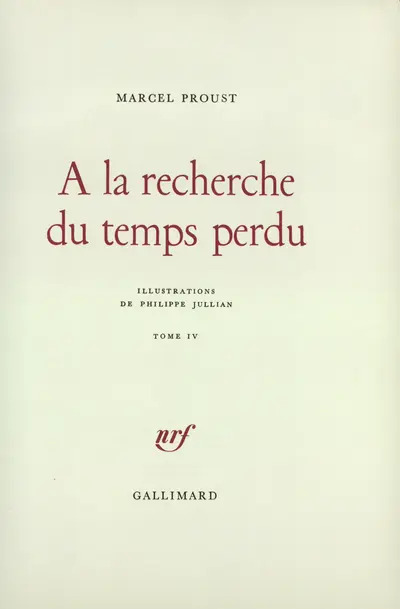 MARCEL PROUST
A la recherche
du temps perdu
ILLUSTRATIONS
DE PHILIPPE JULLIAN
TOME IV
nrf
GALLIMARD